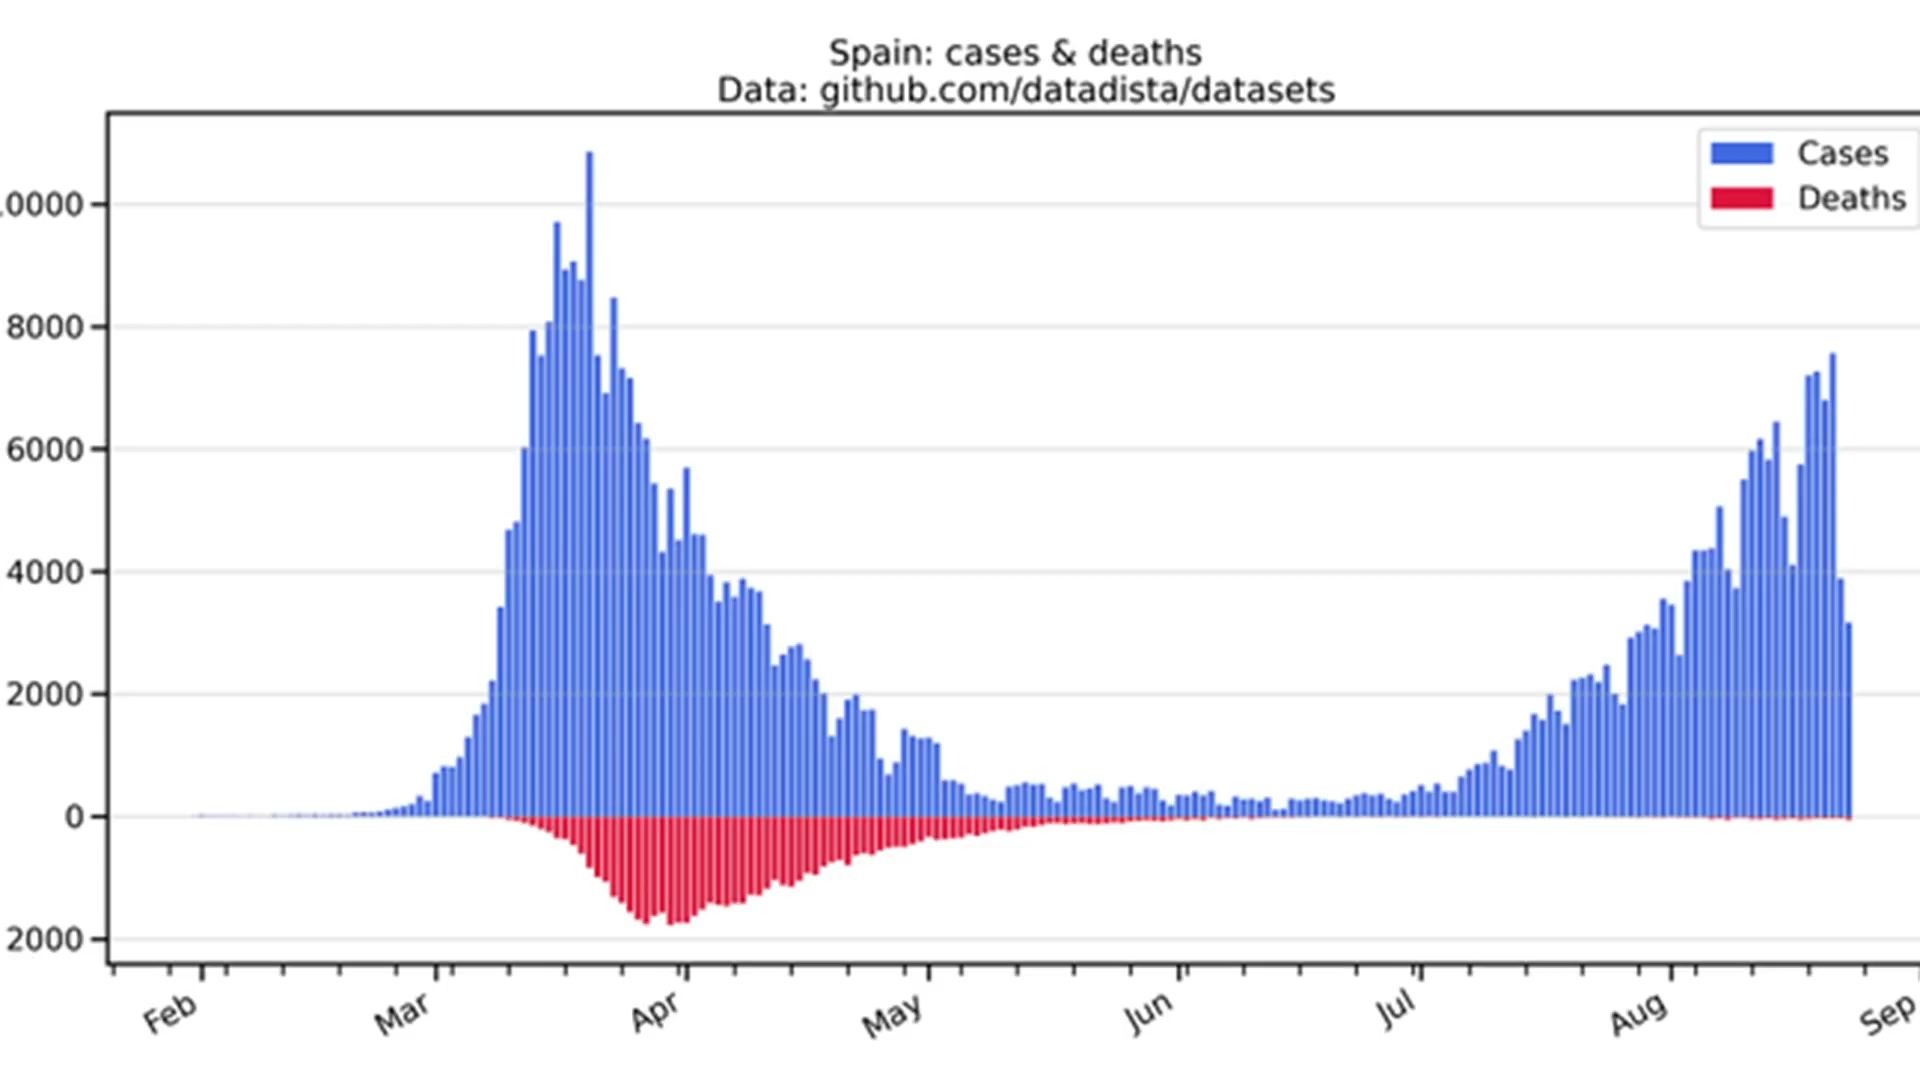 Spain: cases & deaths
Data: github.com/datadista/datasets
Cases
Deaths
0000
8000
6000
4000
2000
0
2000
Feb Mar Apr May Jun Jul Aug Sep